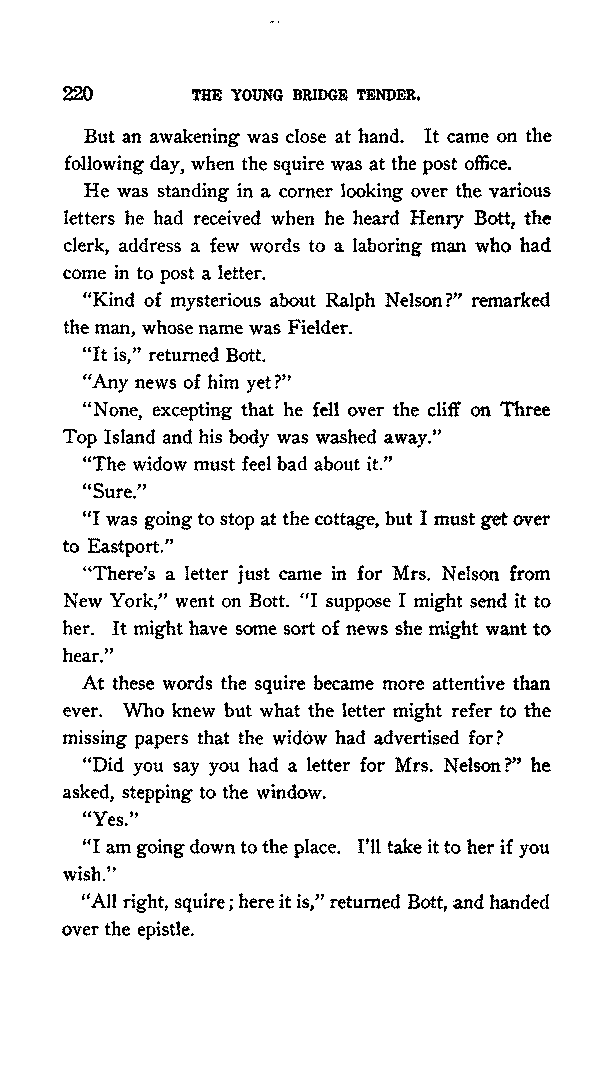 220 THE YOUNG BRIDGE TENDER.
But an awakening was close at hand. It came on the
following day, when the squire was at the post office.
He was standing in a corner looking over the various
letters he had received when he heard Henry Bott, the
clerk, address a few words to a laboring man who had
come in to post a letter.
“Kind of mysterious about Ralph Nelson?” remarked
the man, whose name was Fielder.
“It is,” returned Bott.
“Any news of him yet?”
“None, excepting that he fell over the cliff on Three
Top Island and his body was washed away.”
“The widow must feel bad about it.”
“Sure.”
“I was going to stop at the cottage, but I must get over
to Eastport.”
“There’s a letter just came in for Mrs. Nelson from
New York,” went on Bott. “I suppose I might send it to
her. It might have some sort of news she might want to
hear.”
At these words the squire became more attentive than
ever. Who knew but what the letter might refer to the
missing papers that the widow had advertised for?
“Did you say you had a letter for Mrs. Nelson?” he
asked, stepping to the window.
“Yes.”
“I am going down to the place. I’ll take it to her if you
wish.”
“All right, squire; here it is,” returned Bott, and handed
over the epistle.